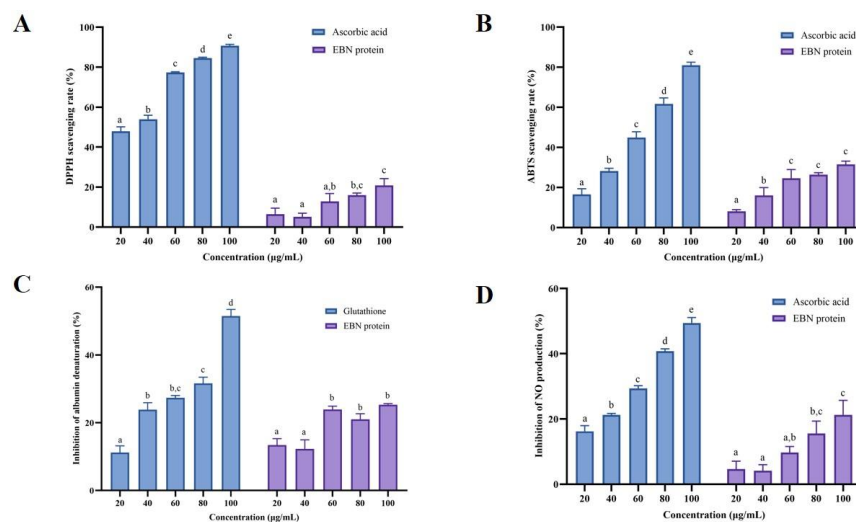 A
DPPH scavenging rate (%)
100
80
60
40
20
0
Ascorbic acid
EBN protein
a
b
c
d
e
a
a
a,b
b,c
c
20 40 60 80 100 20 40 60 80 100
Concentration (μg/mL)
B
ABTS scavenging rate (%)
100
80
60
40
20
0
Ascorbic acid
EBN protein
a
b
c
d
e
a
b
c
c
c
20 40 60 80 100 20 40 60 80 100
Concentration (μg/mL)
C
Inhibition of albumin denaturation (%)
60
40
20
0
Glutathione
EBN protein
a
b
b,c
c
d
a
a
b
b
b
20 40 60 80 100 20 40 60 80 100
Concentration (μg/mL)
D
Inhibition of NO production (%)
60
40
20
0
Ascorbic acid
EBN protein
a
b
c
d
e
a
a
a,b
b,c
c
20 40 60 80 100 20 40 60 80 100
Concentration (μg/mL)